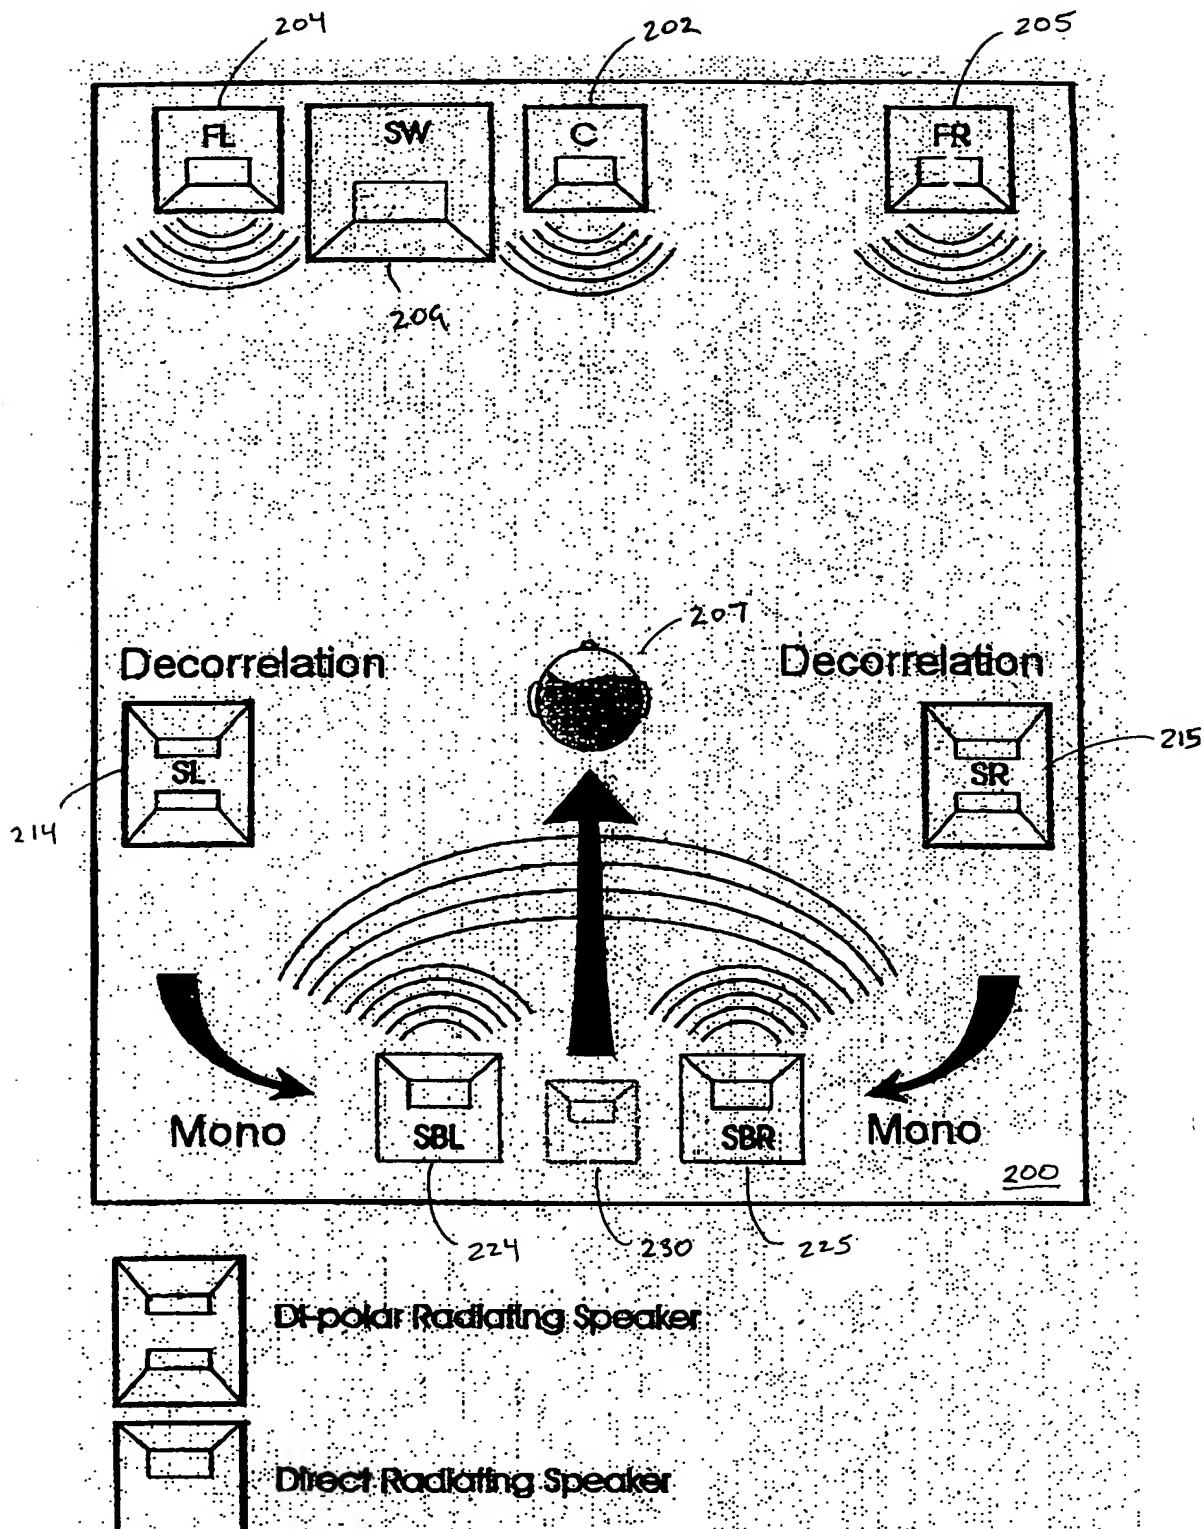 204
202
205
FL
SW
C
FR
209
207
Decorrelation
Decorrelation
SL
SR
215
214
Mono
SBL
SBR
Mono
200
224
230
225
Di-polar Radiating Speaker
Direct Radiating Speaker